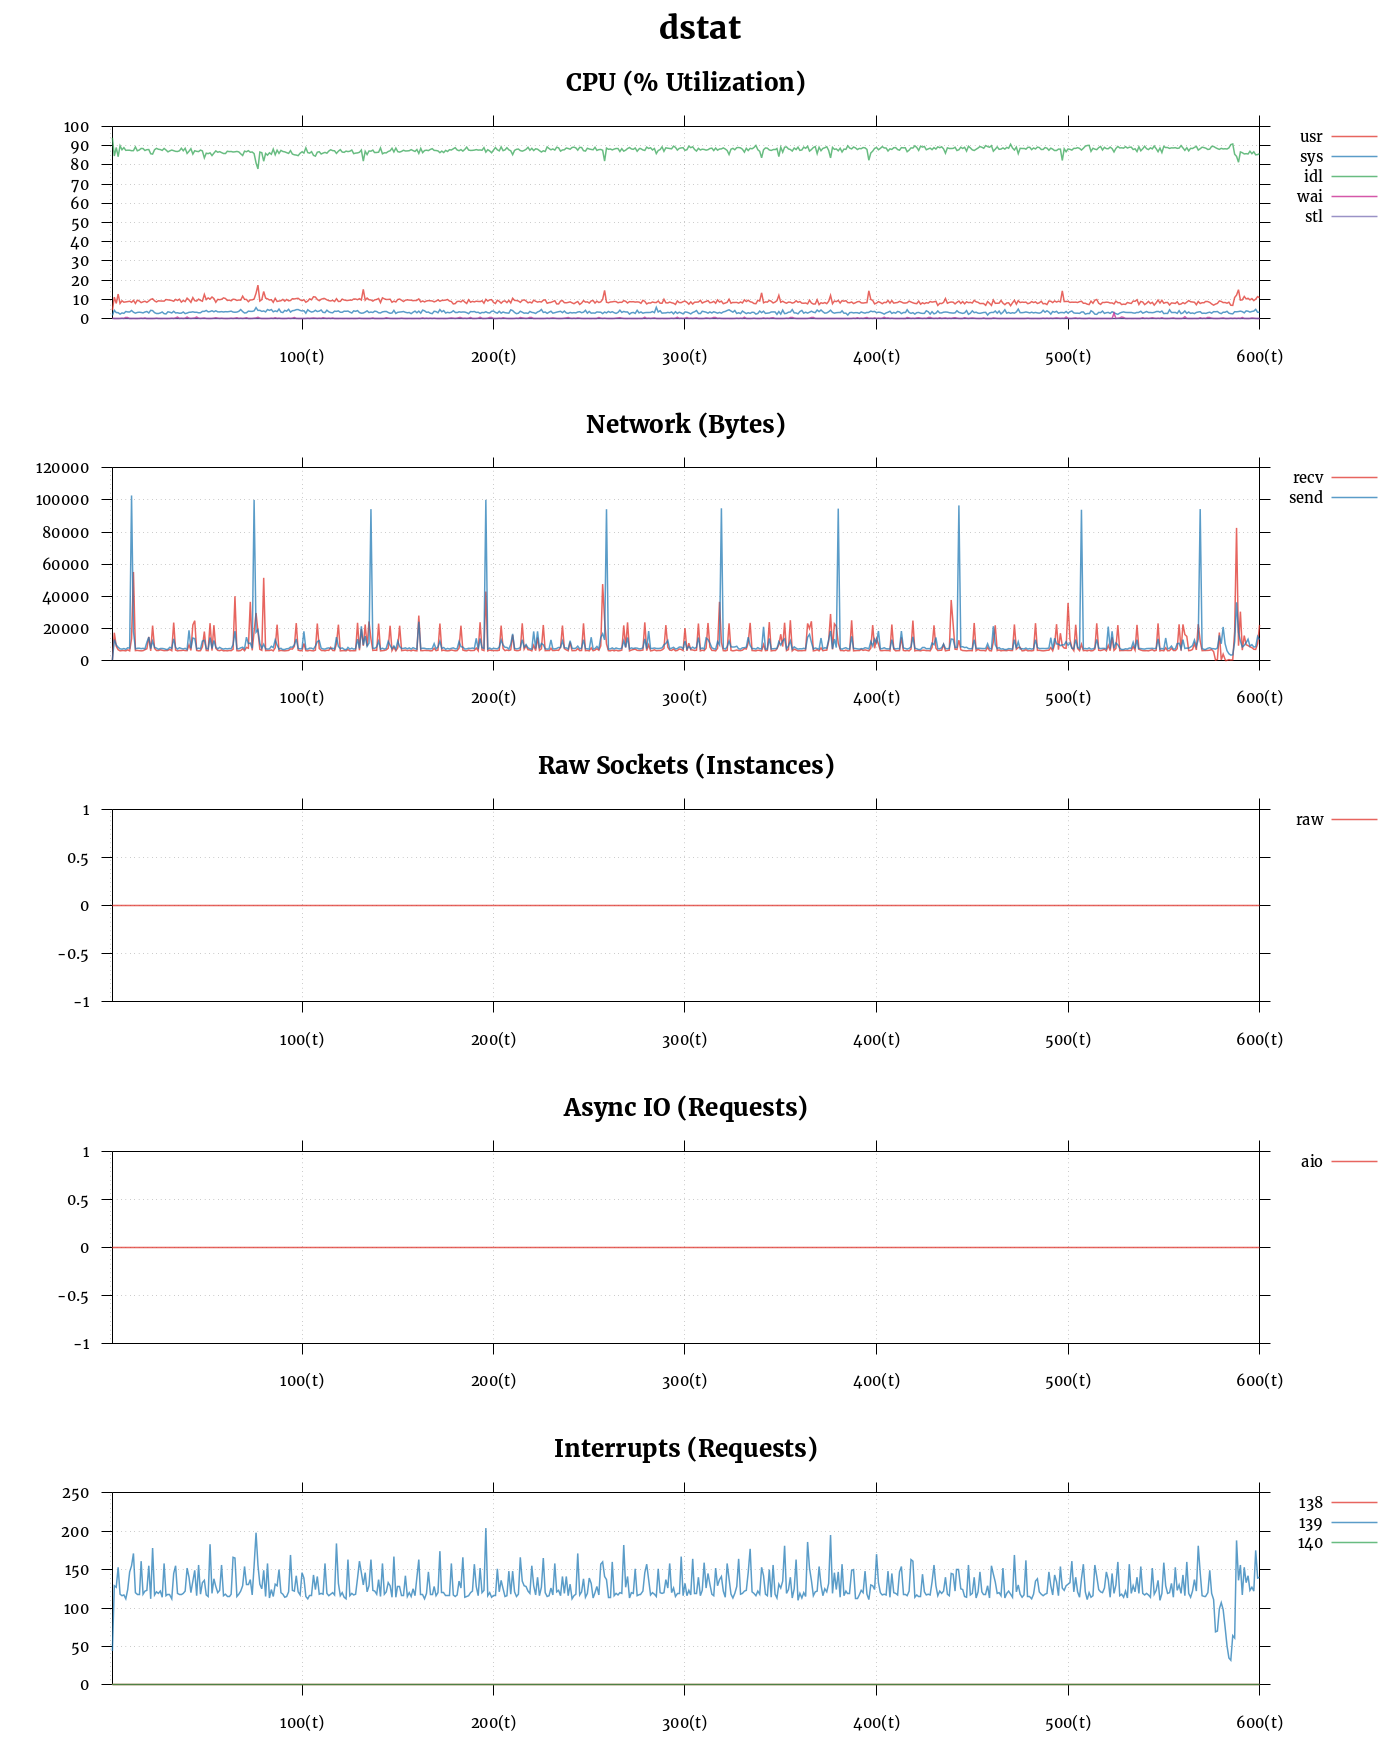 dstat
CPU (% Utilization)
100
90
80
70
60
50
40
30
20
10
0
usr
sys
idl
wai
stl
100(t) 200(t) 300(t) 400(t) 500(t) 600(t)
Network (Bytes)
120000
100000
80000
60000
40000
20000
0
recv
send
100(t) 200(t) 300(t) 400(t) 500(t) 600(t)
Raw Sockets (Instances)
1
0.5
0
-0.5
-1
raw
100(t) 200(t) 300(t) 400(t) 500(t) 600(t)
Async IO (Requests)
1
0.5
0
-0.5
-1
aio
100(t) 200(t) 300(t) 400(t) 500(t) 600(t)
Interrupts (Requests)
250
200
150
100
50
0
138
139
140
100(t) 200(t) 300(t) 400(t) 500(t) 600(t)